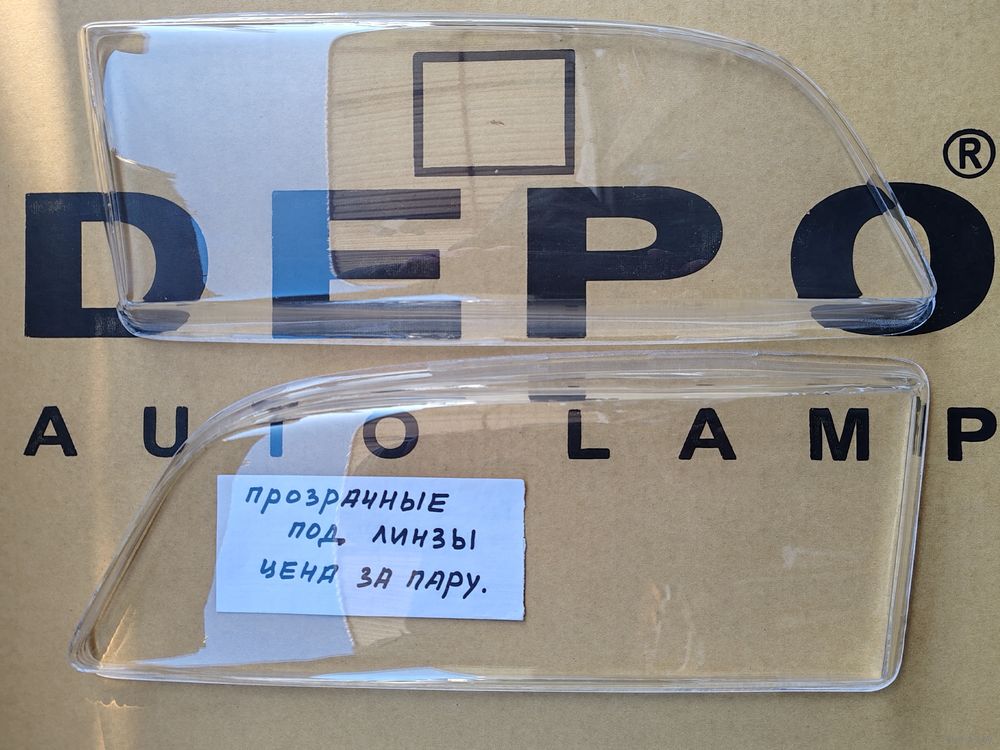 DEPO®
AUTO LAMP
прозрачные
под линзы
цена за пару.